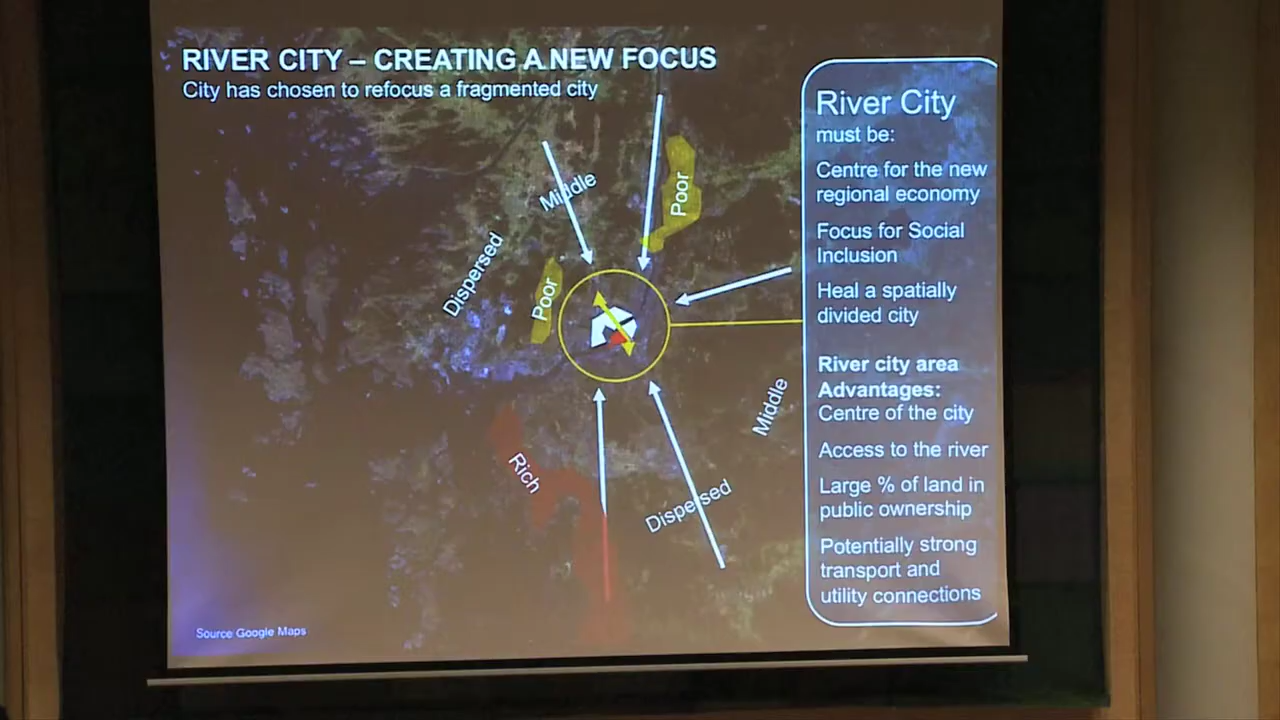 RIVER CITY – CREATING A NEW FOCUS
City has chosen to refocus a fragmented city
Middle
Poor
Dispersed
Poor
Middle
Rich
Dispersed
Source Google Maps
River City
must be:
Centre for the new
regional economy
Focus for Social
Inclusion
Heal a spatially
divided city
River city area
Advantages:
Centre of the city
Access to the river
Large % of land in
public ownership
Potentially strong
transport and
utility connections